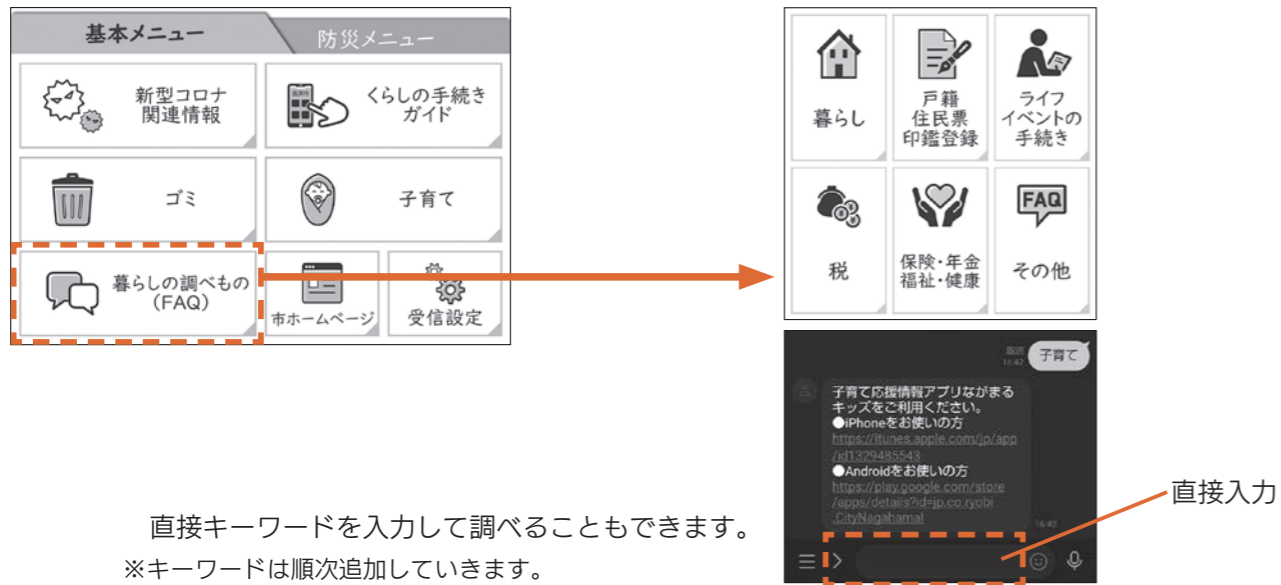 基本メニュー
防災メニュー
新型コロナ
関連情報
くらしの手続き
ガイド
ゴミ
子育て
暮らしの調べもの
(FAQ)
市ホームページ
受信設定
暮らし
戸籍
住民票
印鑑登録
ライフ
イベントの
手続き
税
保険・年金
福祉・健康
FAQ
その他
既読
16:42
子育て
子育て応援情報アプリながまる
キッズをご利用ください。
●iPhoneをお使いの方
https://itunes.apple.com/jp/app
/id1329485543
●Androidをお使いの方
https://play.google.com/store
/apps/details?id=jp.co.ryobi
.CityNagahamal
16:42
直接入力
直接キーワードを入力して調べることもできます。
※キーワードは順次追加していきます。